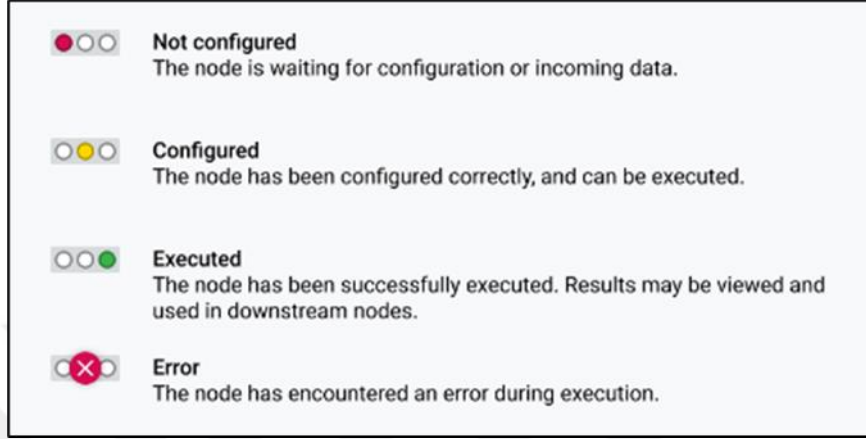 Not configured
The node is waiting for configuration or incoming data.
Configured
The node has been configured correctly, and can be executed.
Executed
The node has been successfully executed. Results may be viewed and
used in downstream nodes.
Error
The node has encountered an error during execution.